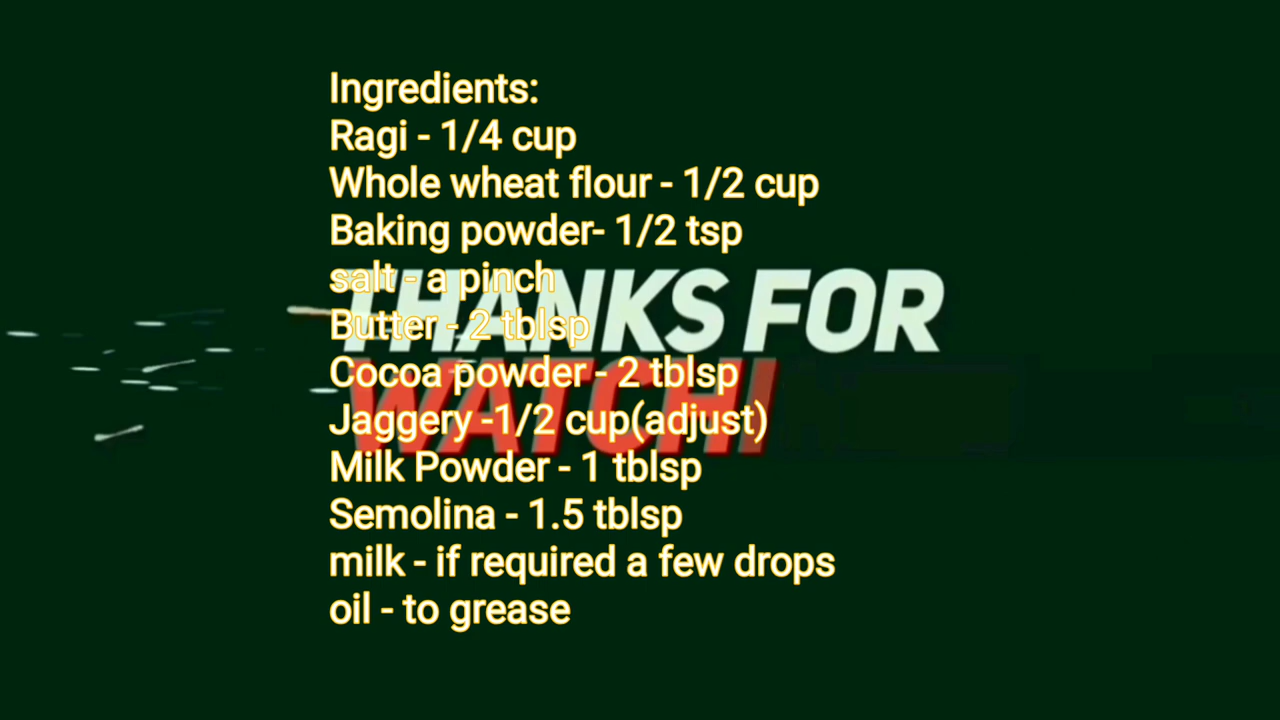 Ingredients:
Ragi - 1/4 cup
Whole wheat flour - 1/2 cup
Baking powder- 1/2 tsp
salt - a pinch
Butter - 2 tblsp
Cocoa powder - 2 tblsp
Jaggery -1/2 cup(adjust)
Milk Powder - 1 tblsp
Semolina - 1.5 tblsp
milk - if required a few drops
oil - to grease
THANKS FOR
WATCHI